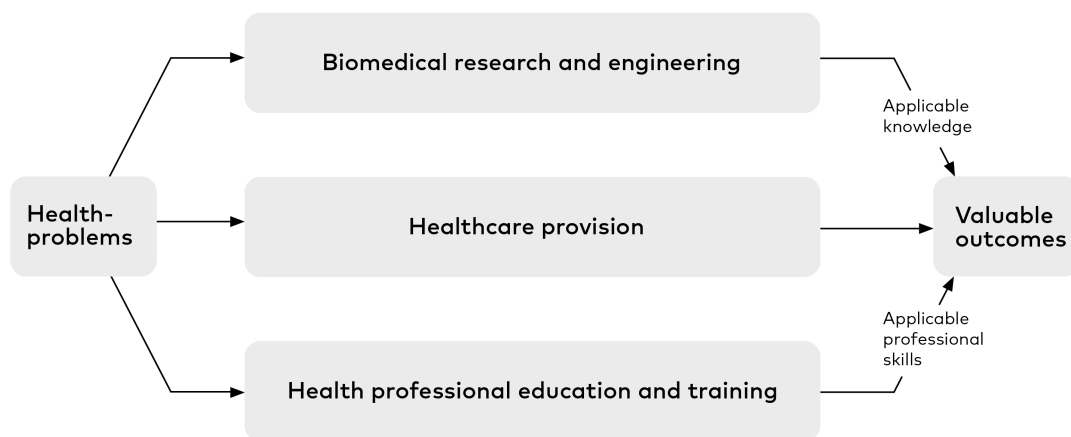 Biomedical research and engineering
Applicable
knowledge
Health-
problems
Healthcare provision
Valuable
outcomes
Applicable
professional
skills
Health professional education and training